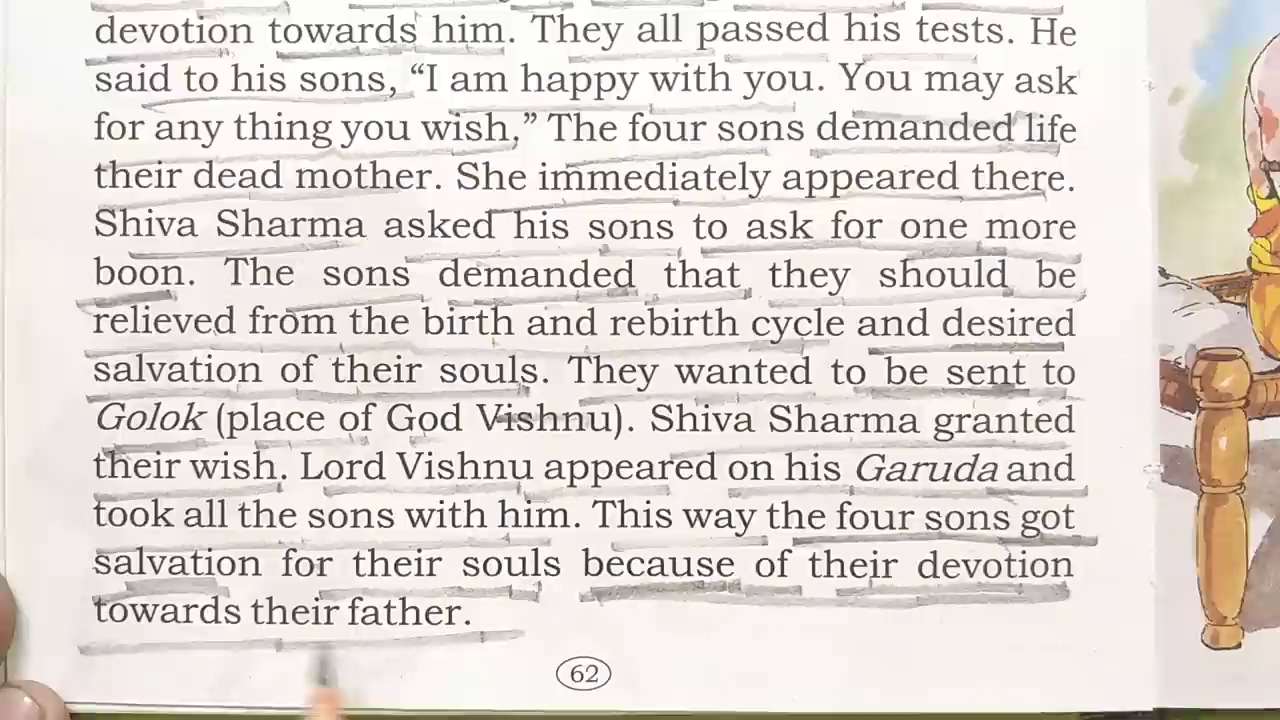 devotion towards him. They all passed his tests. He
said to his sons, “I am happy with you. You may ask
for any thing you wish,” The four sons demanded life
their dead mother. She immediately appeared there.
Shiva Sharma asked his sons to ask for one more
boon. The sons demanded that they should be
relieved from the birth and rebirth cycle and desired
salvation of their souls. They wanted to be sent to
Golok (place of God Vishnu). Shiva Sharma granted
their wish. Lord Vishnu appeared on his Garuda and
took all the sons with him. This way the four sons got
salvation for their souls because of their devotion
towards their father.
62